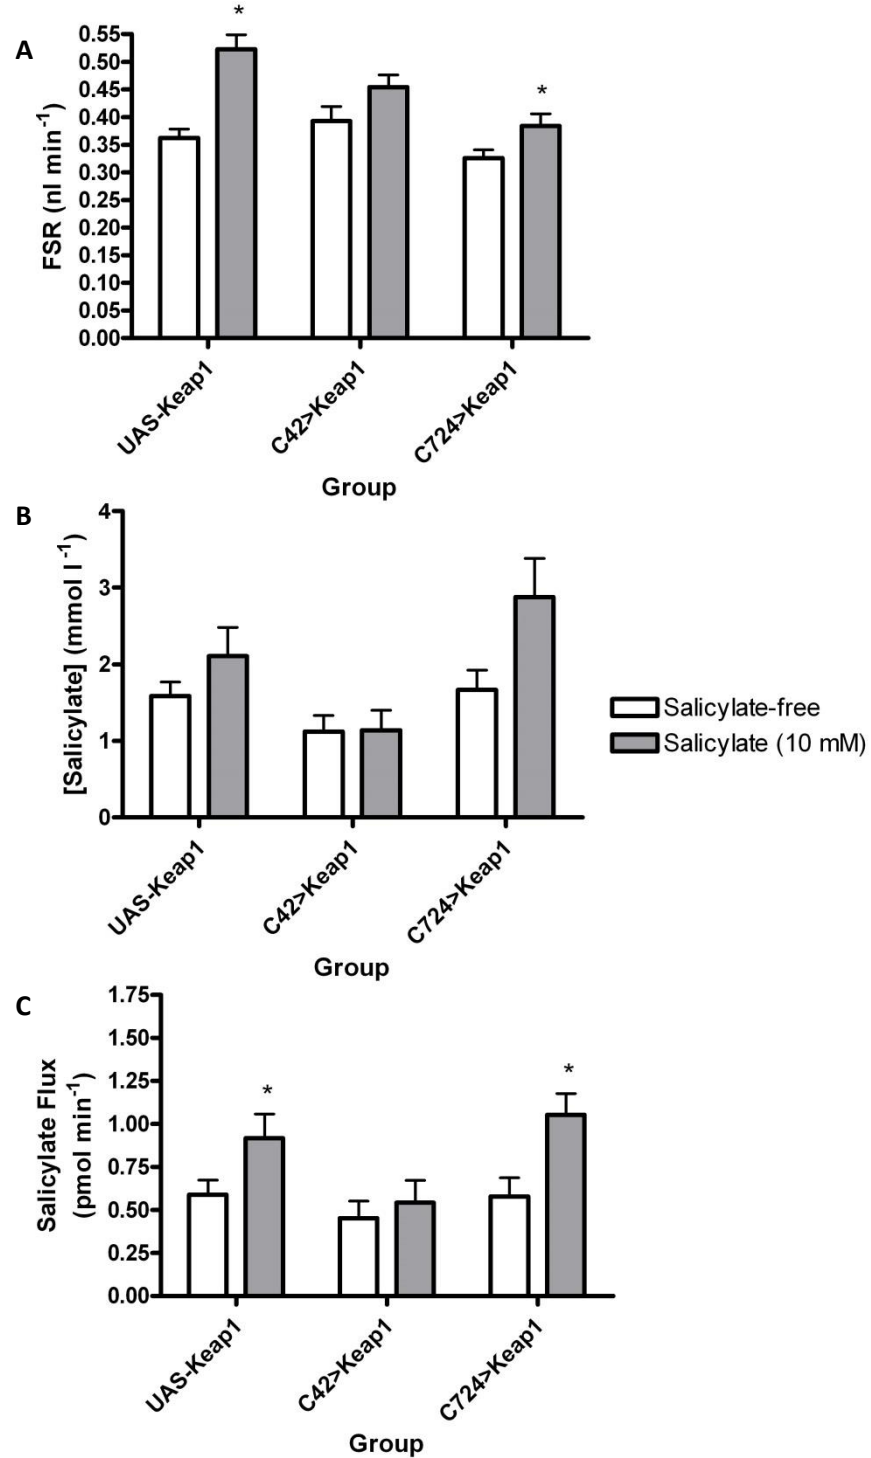 *
A
0.55
0.50
0.45
0.40
0.35
0.30
0.25
0.20
0.15
0.10
0.05
0.00
FSR (nl min-1)
*
UAS-Keap1
C42>Keap1
C724>Keap1
Group
B
4
3
2
1
0
[Salicylate] (mmol l-1)
Salicylate-free
Salicylate (10 mM)
UAS-Keap1
C42>Keap1
C724>Keap1
Group
C
1.75
1.50
1.25
1.00
0.75
0.50
0.25
0.00
Salicylate Flux
(pmol min-1)
*
*
UAS-Keap1
C42>Keap1
C724>Keap1
Group